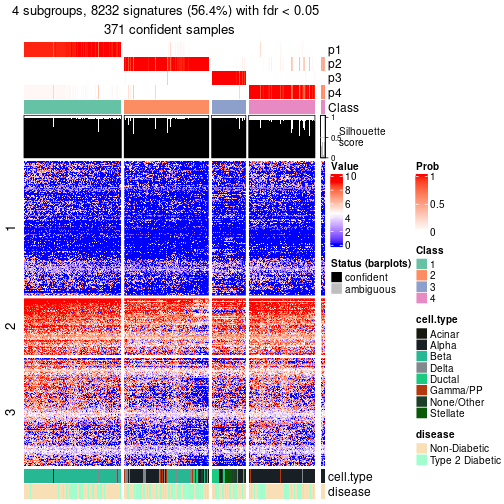 4 subgroups, 8232 signatures (56.4%) with fdr < 0.05
371 confident samples
p1
p2
p3
p4
Class
1
0.5
0
Silhouette
score
1
2
3
cell.type
disease
Value
10
8
6
4
2
0
Status (barplots)
confident
ambiguous
Prob
1
0.5
0
Class
1
2
3
4
cell.type
Acinar
Alpha
Beta
Delta
Ductal
Gamma/PP
None/Other
Stellate
disease
Non-Diabetic
Type 2 Diabetic